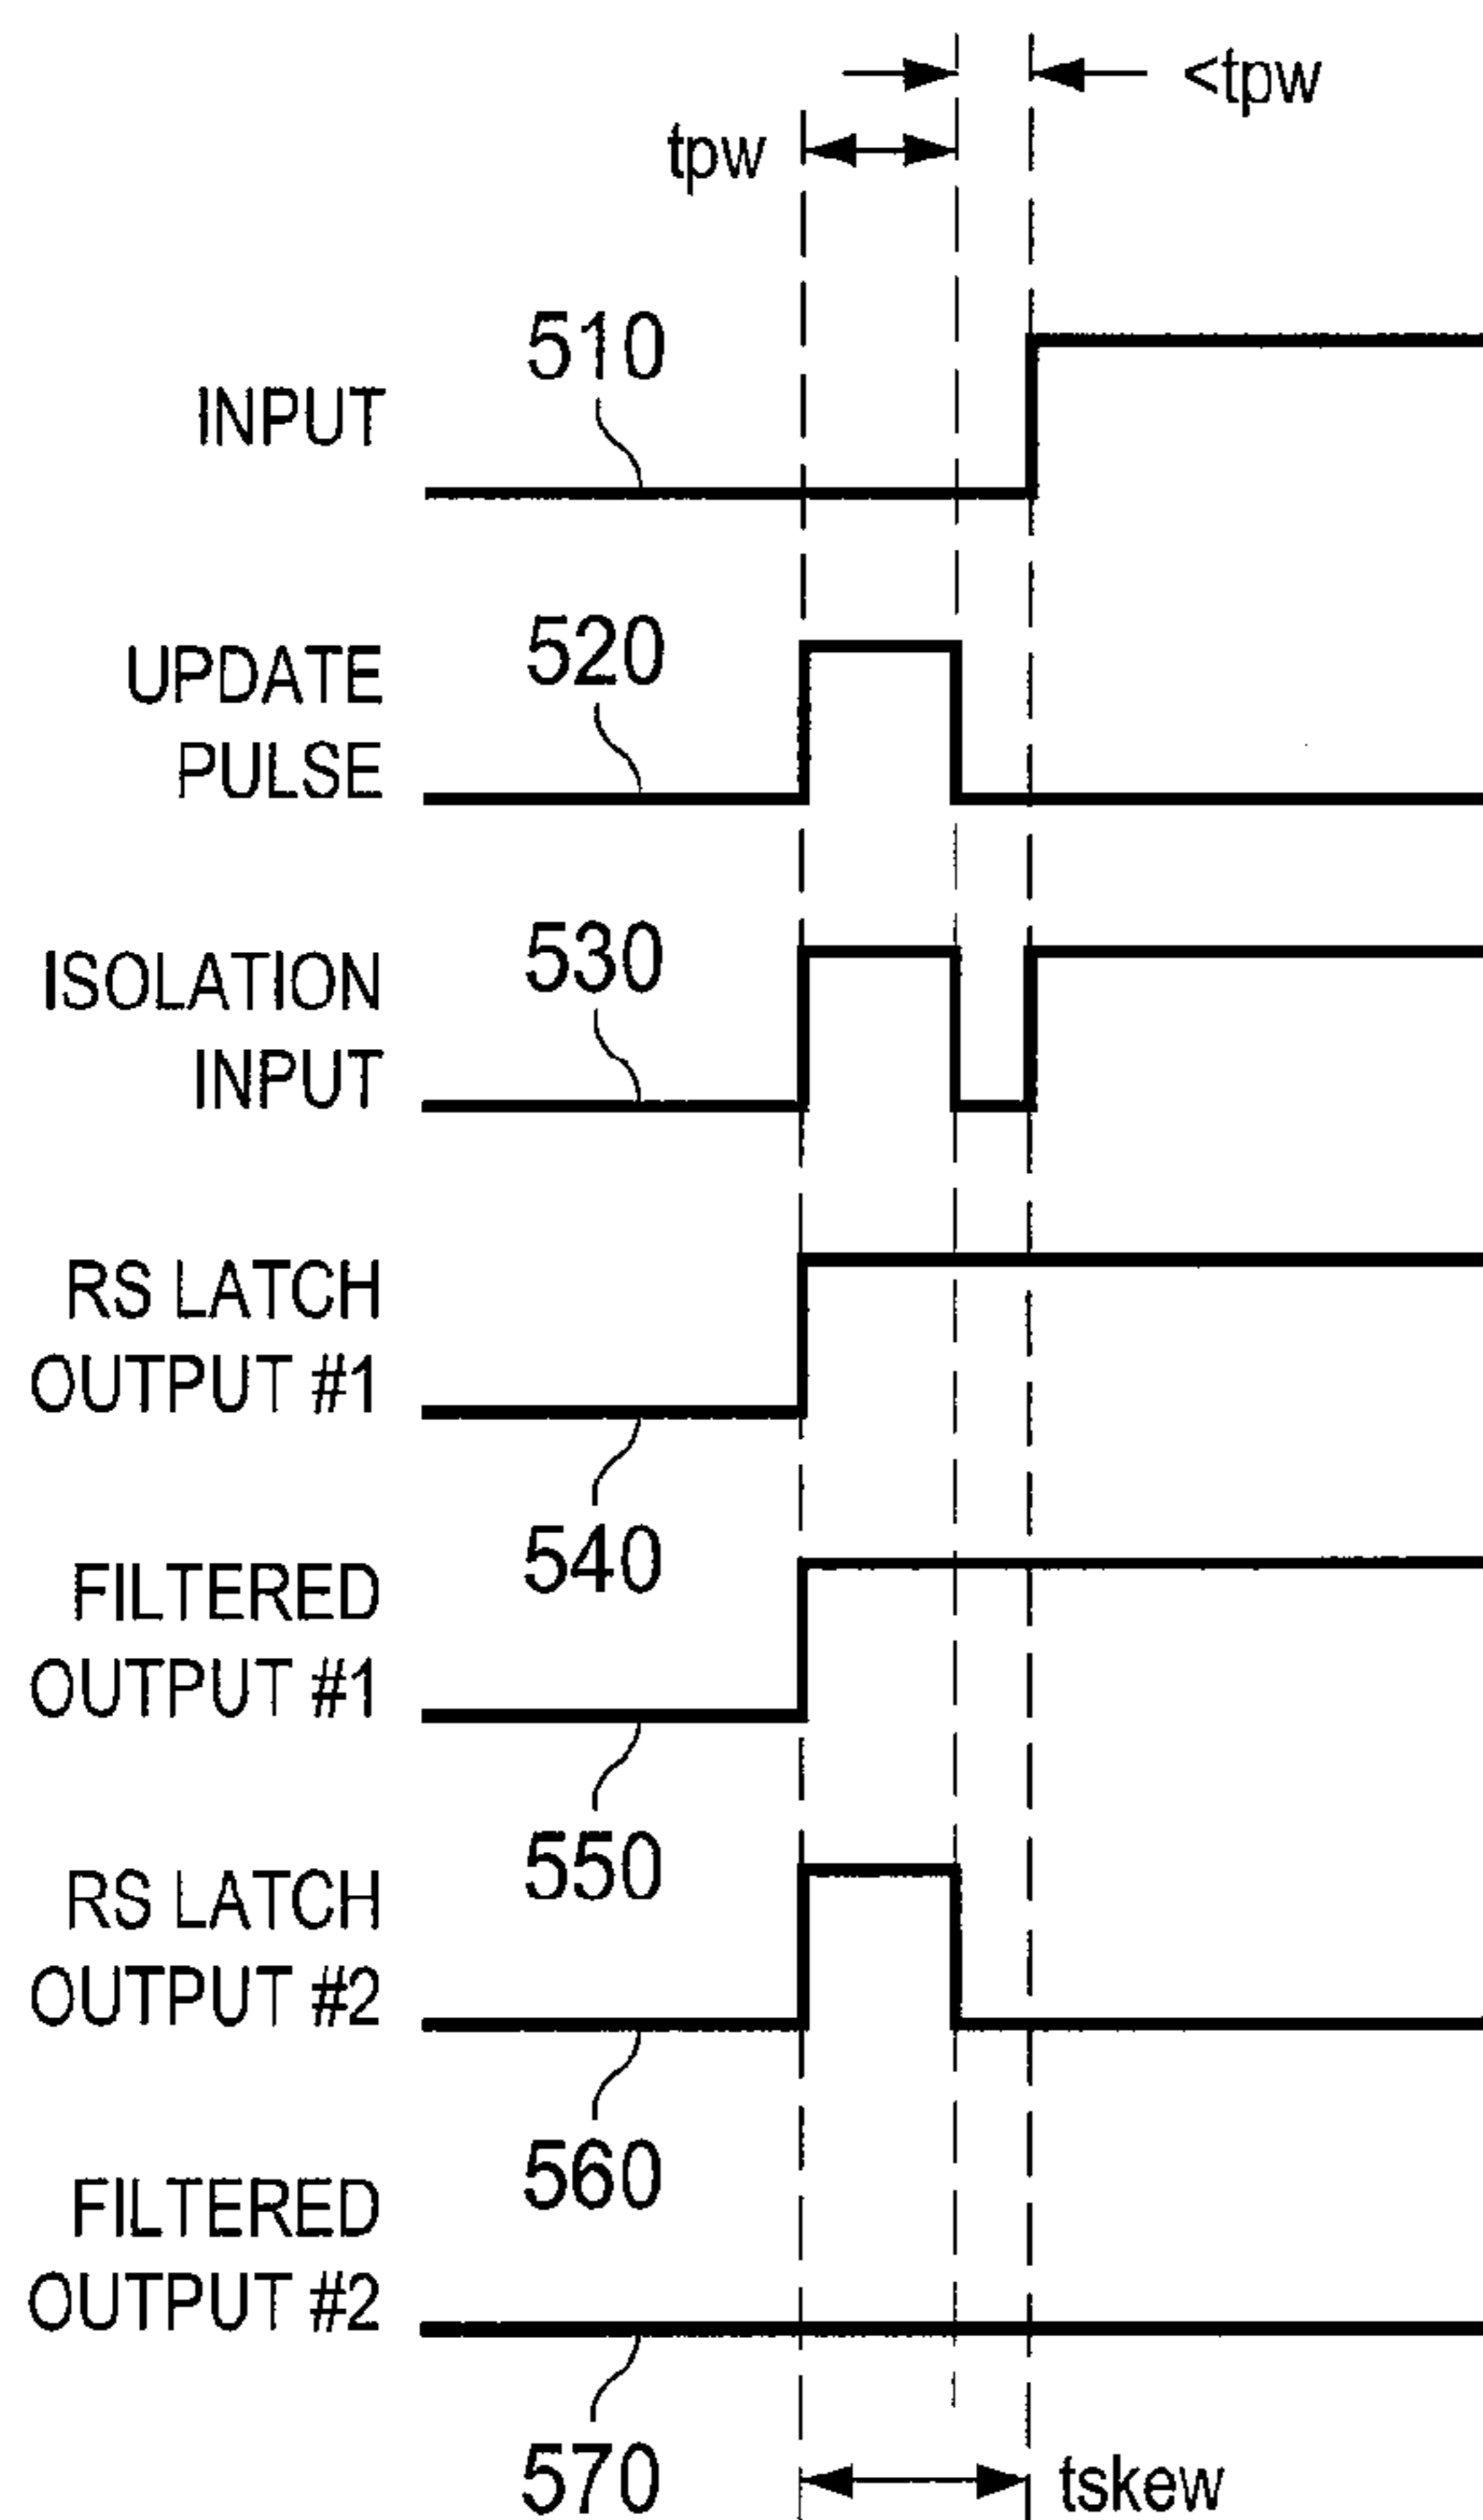 <tpw
tpw
510
INPUT
520
UPDATE
PULSE
530
ISOLATION
INPUT
RS LATCH
OUTPUT #1
540
FILTERED
OUTPUT #1
550
RS LATCH
OUTPUT #2
560
FILTERED
OUTPUT #2
570
tskew